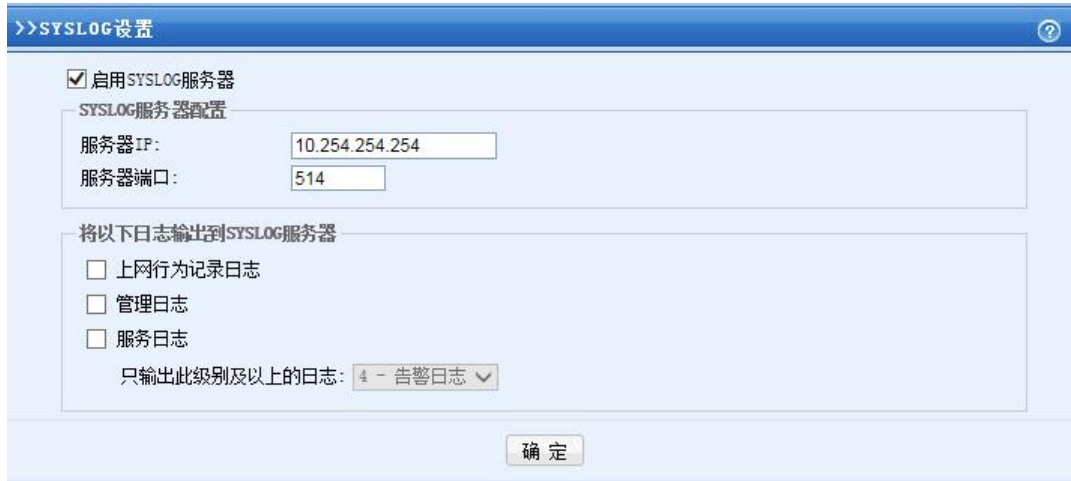 >>SYSLOG设置
启用SYSLOG服务器
SYSLOG服务器配置
服务器IP:
10.254.254.254
服务器端口:
514
将以下日志输出到SYSLOG服务器
上网行为记录日志
管理日志
服务日志
只输出此级别及以上的日志: 4 - 告警日志
确 定